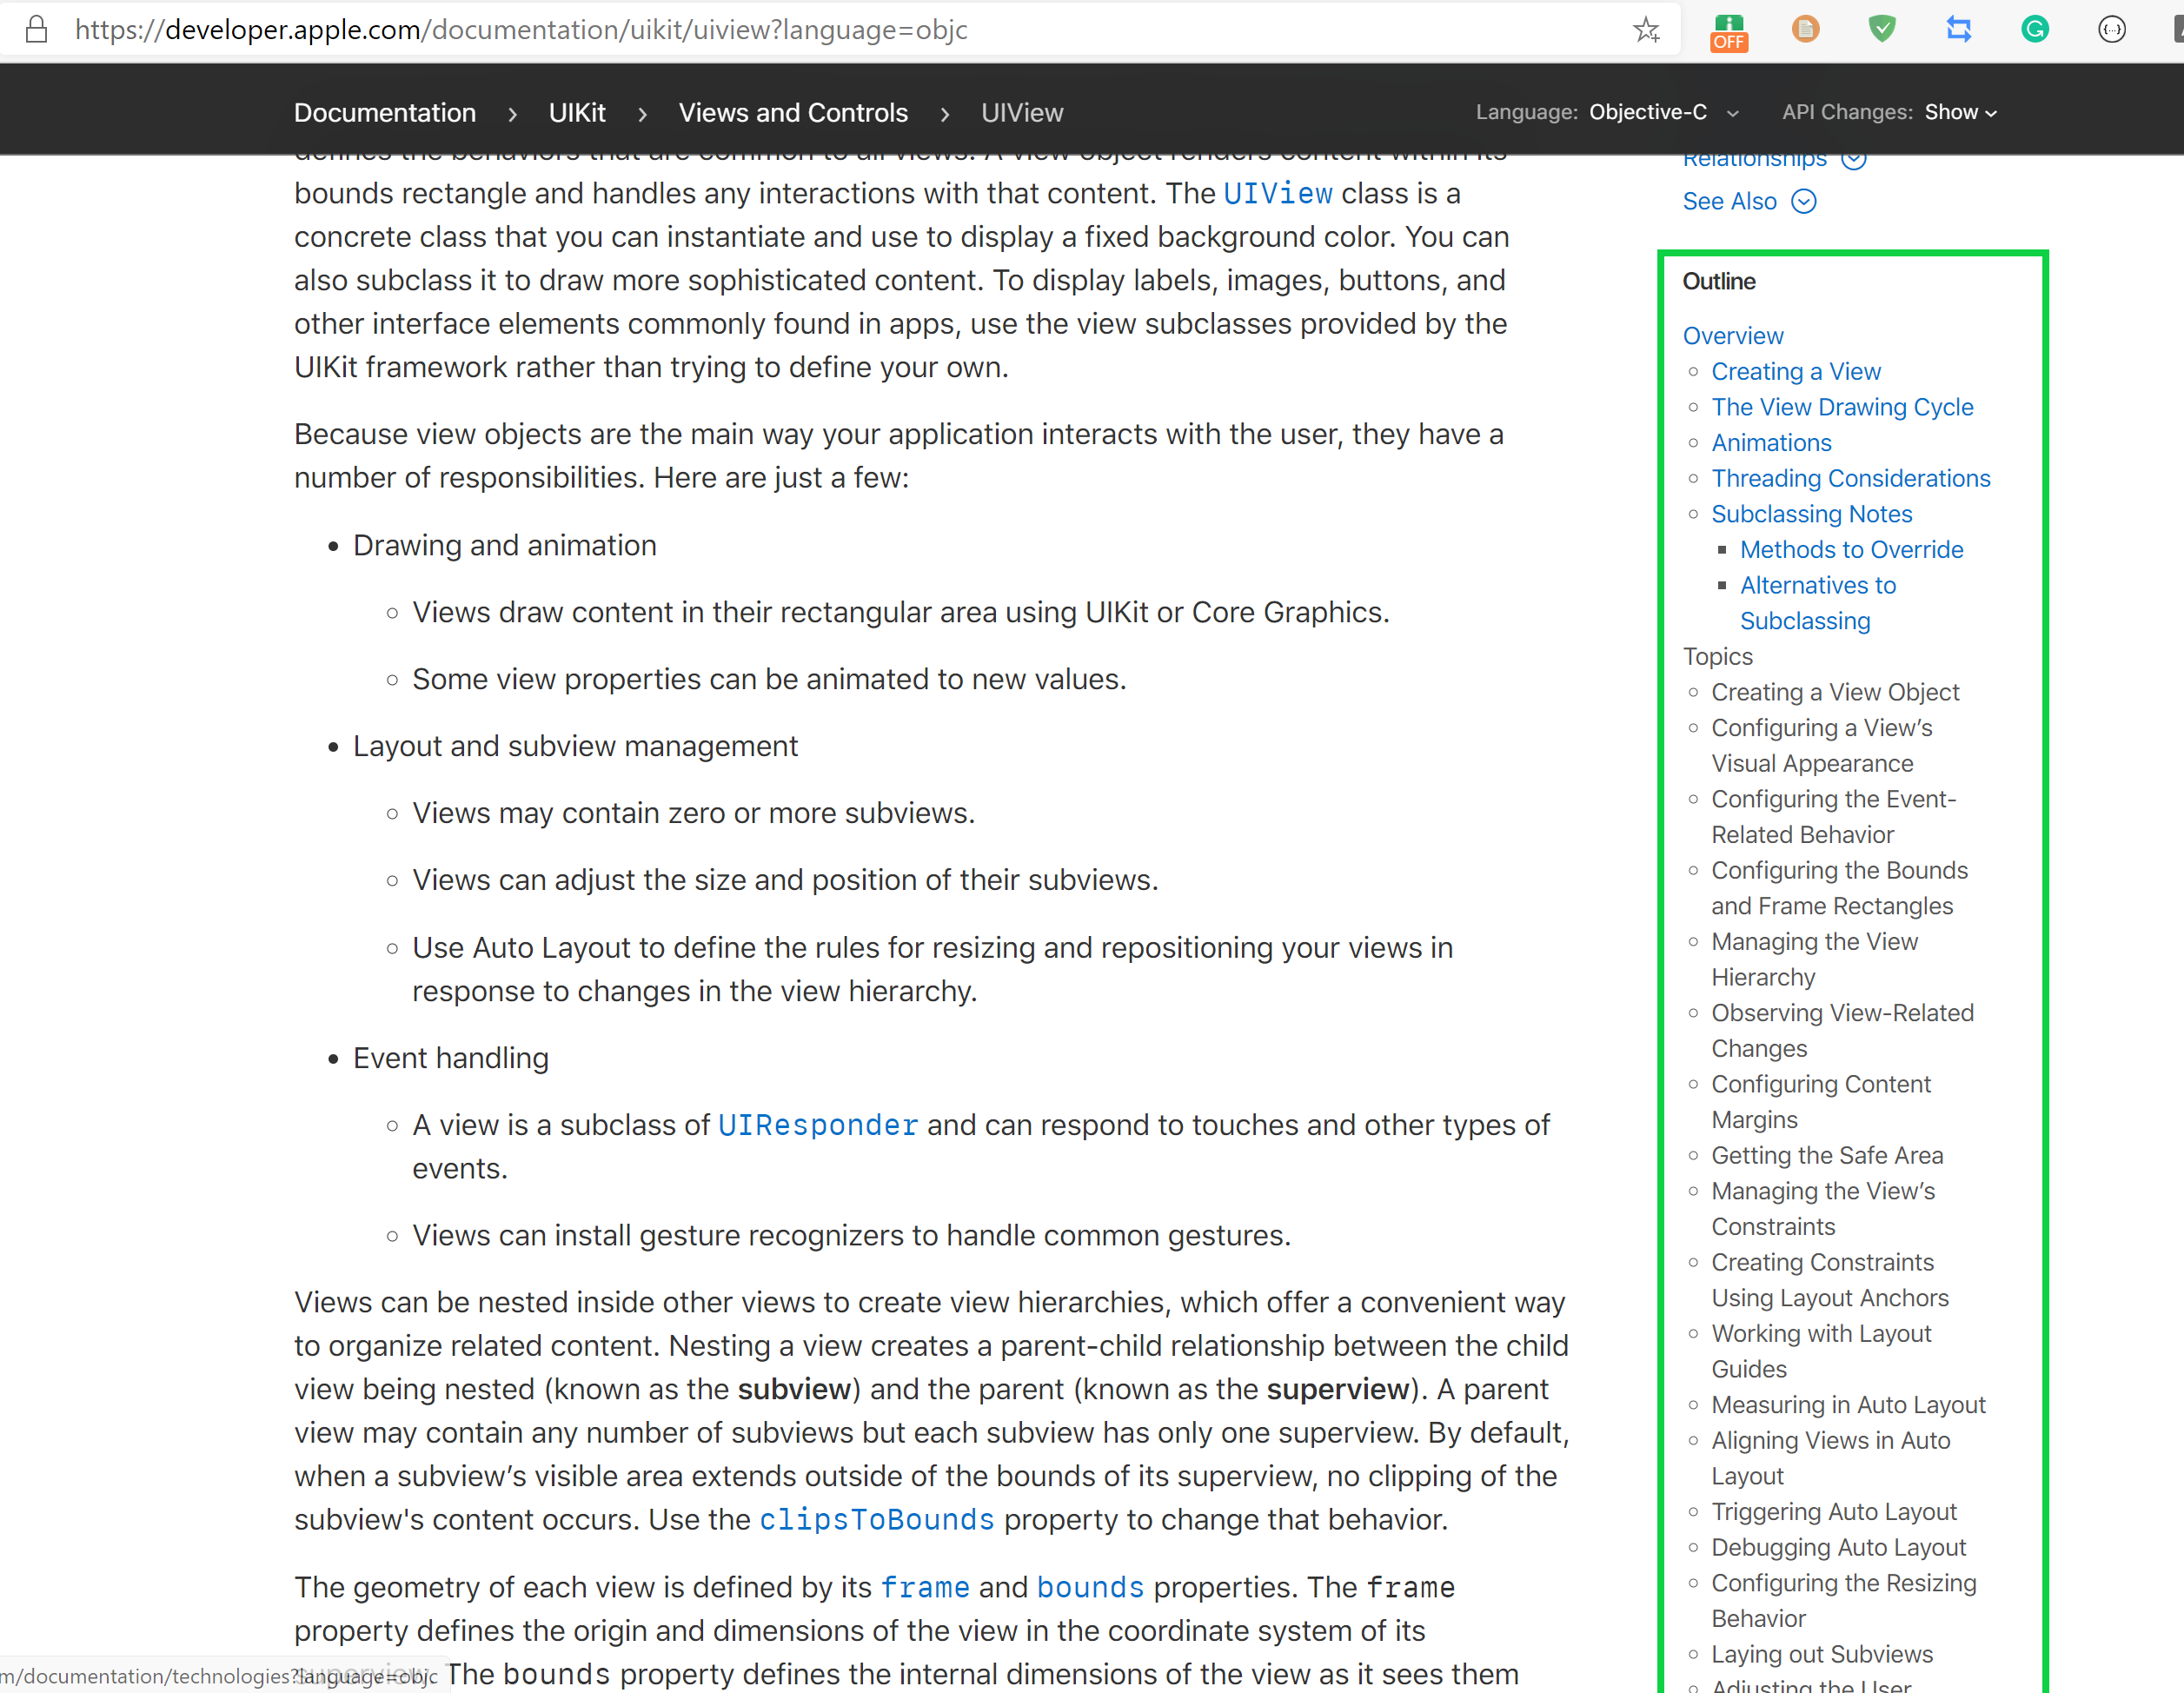 https://developer.apple.com/documentation/uikit/uiview?language=objc
OFF
Documentation › UIKit › Views and Controls › UIView
Language: Objective-C
API Changes: Show
defines the behaviors that are common to all views. A view object renders content within its
bounds rectangle and handles any interactions with that content. The UIView class is a
concrete class that you can instantiate and use to display a fixed background color. You can
also subclass it to draw more sophisticated content. To display labels, images, buttons, and
other interface elements commonly found in apps, use the view subclasses provided by the
UIKit framework rather than trying to define your own.
Because view objects are the main way your application interacts with the user, they have a
number of responsibilities. Here are just a few:
• Drawing and animation
◦ Views draw content in their rectangular area using UIKit or Core Graphics.
◦ Some view properties can be animated to new values.
• Layout and subview management
◦ Views may contain zero or more subviews.
◦ Views can adjust the size and position of their subviews.
◦ Use Auto Layout to define the rules for resizing and repositioning your views in
response to changes in the view hierarchy.
• Event handling
◦ A view is a subclass of UIResponder and can respond to touches and other types of
events.
◦ Views can install gesture recognizers to handle common gestures.
Views can be nested inside other views to create view hierarchies, which offer a convenient way
to organize related content. Nesting a view creates a parent-child relationship between the child
view being nested (known as the subview) and the parent (known as the superview). A parent
view may contain any number of subviews but each subview has only one superview. By default,
when a subview’s visible area extends outside of the bounds of its superview, no clipping of the
subview's content occurs. Use the clipsToBounds property to change that behavior.
The geometry of each view is defined by its frame and bounds properties. The frame
property defines the origin and dimensions of the view in the coordinate system of its
superview. The bounds property defines the internal dimensions of the view as it sees them
m/documentation/technologies?language=objc
Relationships
See Also
Outline
Overview
◦ Creating a View
◦ The View Drawing Cycle
◦ Animations
◦ Threading Considerations
◦ Subclassing Notes
▪ Methods to Override
▪ Alternatives to
Subclassing
Topics
◦ Creating a View Object
◦ Configuring a View’s
Visual Appearance
◦ Configuring the Event-
Related Behavior
◦ Configuring the Bounds
and Frame Rectangles
◦ Managing the View
Hierarchy
◦ Observing View-Related
Changes
◦ Configuring Content
Margins
◦ Getting the Safe Area
◦ Managing the View’s
Constraints
◦ Creating Constraints
Using Layout Anchors
◦ Working with Layout
Guides
◦ Measuring in Auto Layout
◦ Aligning Views in Auto
Layout
◦ Triggering Auto Layout
◦ Debugging Auto Layout
◦ Configuring the Resizing
Behavior
◦ Laying out Subviews
◦ Adjusting the User